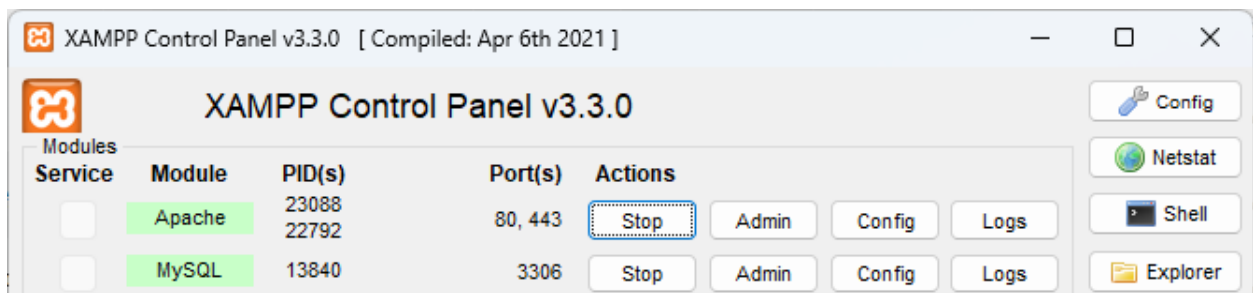 XAMPP Control Panel v3.3.0 [ Compiled: Apr 6th 2021 ]
XAMPP Control Panel v3.3.0
Config
Modules
Netstat
Service Module PID(s) Port(s) Actions
Apache 23088 22792 80, 443 Stop Admin Config Logs
Shell
MySQL 13840 3306 Stop Admin Config Logs
Explorer